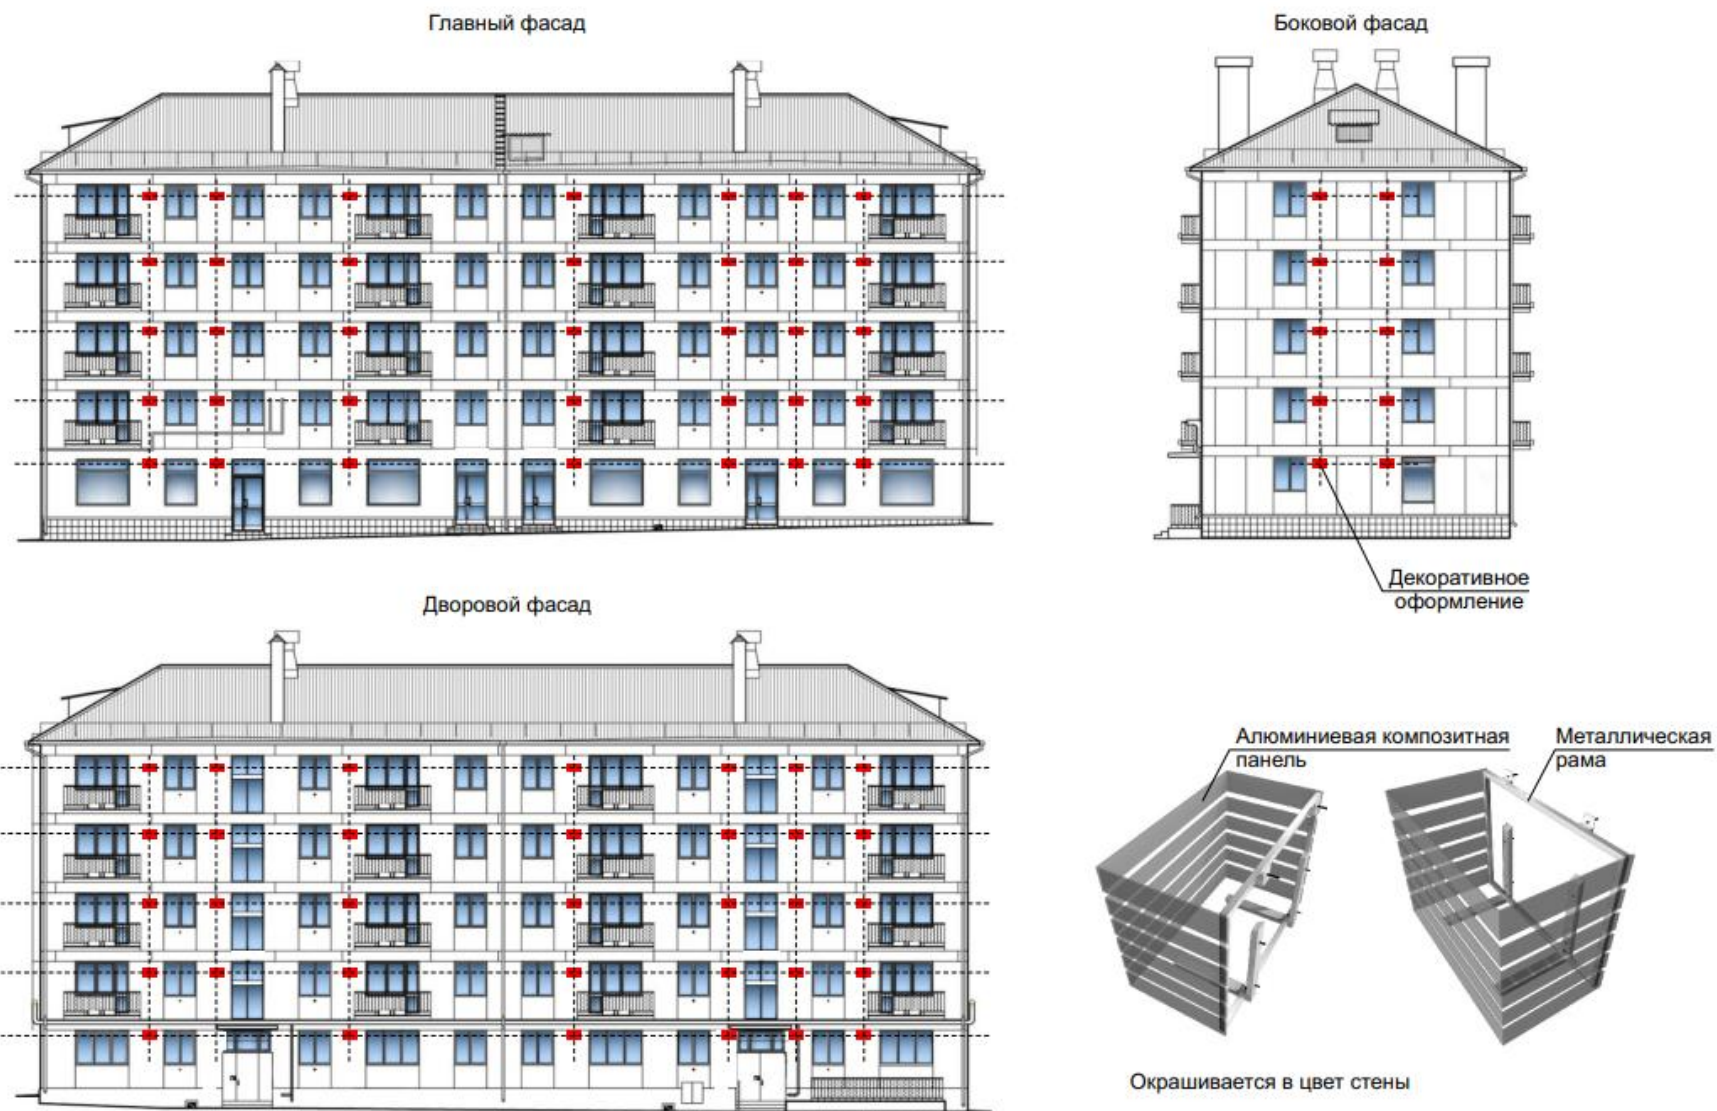 Главный фасад
Боковой фасад
Декоративное
оформление
Дворовой фасад
Алюминиевая композитная
панель
Металлическая
рама
Окрашивается в цвет стены